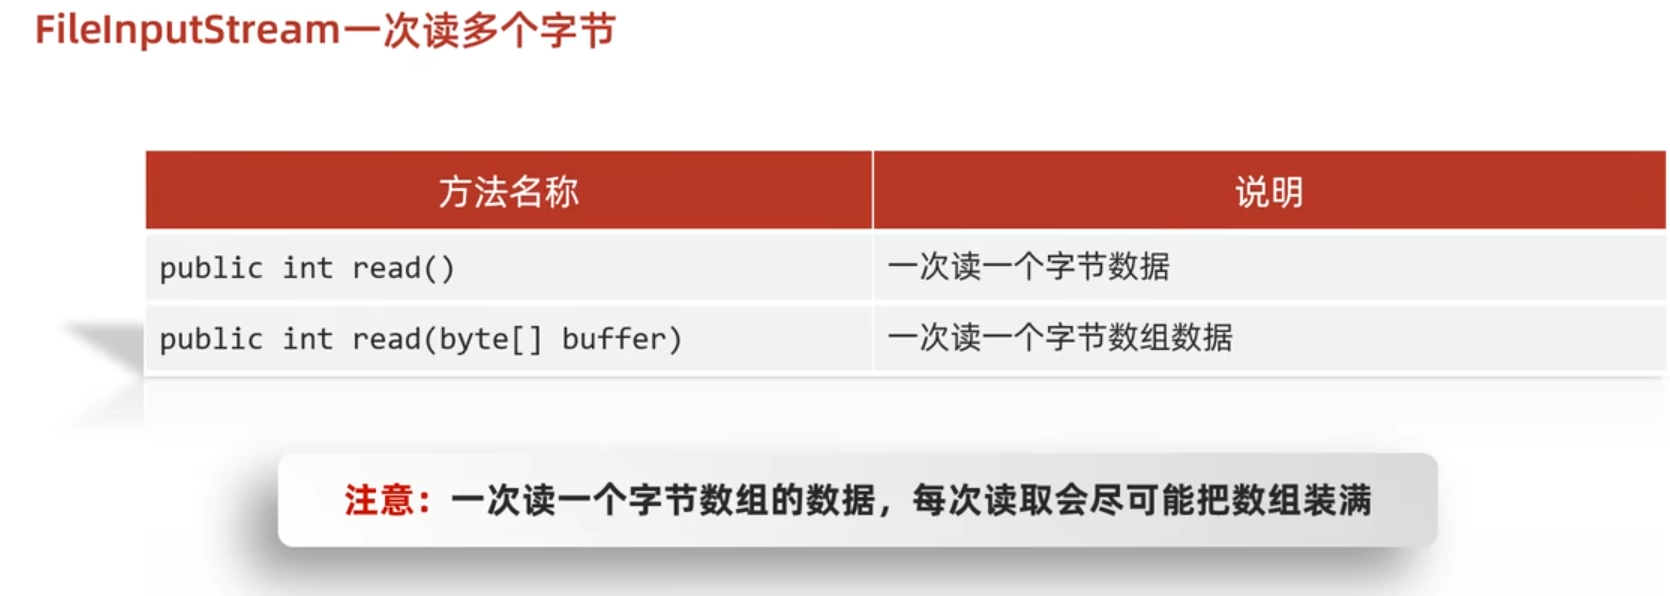 FileInputStream一次读多个字节
方法名称 说明
public int read() 一次读一个字节数据
public int read(byte[] buffer) 一次读一个字节数组数据
注意：一次读一个字节数组的数据，每次读取会尽可能把数组装满